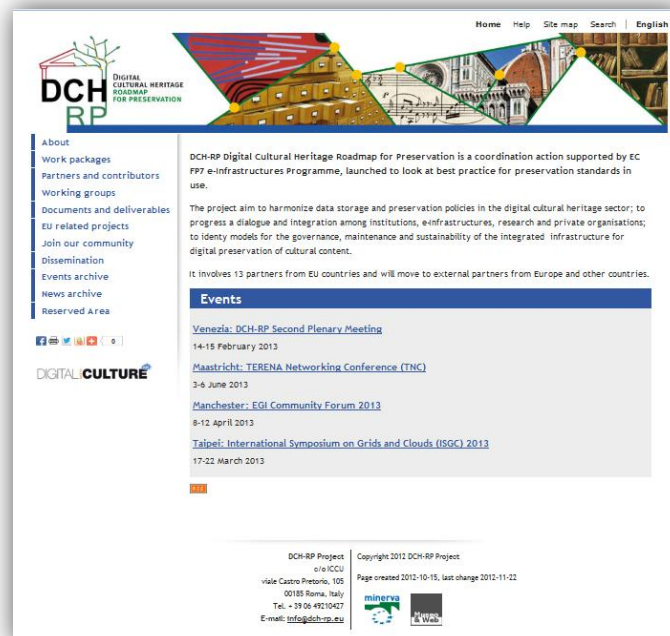 Home Help Site map Search | English
DCH
RP
DIGITAL
CULTURAL HERITAGE
ROADMAP
FOR PRESERVATION
About
Work packages
Partners and contributors
Working groups
Documents and deliverables
EU related projects
Join our community
Dissemination
Events archive
News archive
Reserved Area
0
DIGITALCULTURE
DCH-RP Digital Cultural Heritage Roadmap for Preservation is a coordination action supported by EC
FP7 e-Infrastructures Programme, launched to look at best practice for preservation standards in
use.
The project aim to harmonize data storage and preservation policies in the digital cultural heritage sector; to
progress a dialogue and integration among institutions, e-infrastructures, research and private organisations;
to identy models for the governance, maintenance and sustainability of the integrated infrastructure for
digital preservation of cultural content.
It involves 13 partners from EU countries and will move to external partners from Europe and other countries.
Events
Venezia: DCH-RP Second Plenary Meeting
14-15 February 2013
Maastricht: TERENA Networking Conference (TNC)
3-6 June 2013
Manchester: EGI Community Forum 2013
8-12 April 2013
Taipei: International Symposium on Grids and Clouds (ISGC) 2013
17-22 March 2013
DCH-RP Project
c/o ICCU
viale Castro Pretorio, 105
00185 Roma, Italy
Tel. + 39 06 49210427
E-mail: info@dch-rp.eu
Copyright 2012 DCH-RP Project
Page created 2012-10-15, last change 2012-11-22
minerva
Museo
& Web